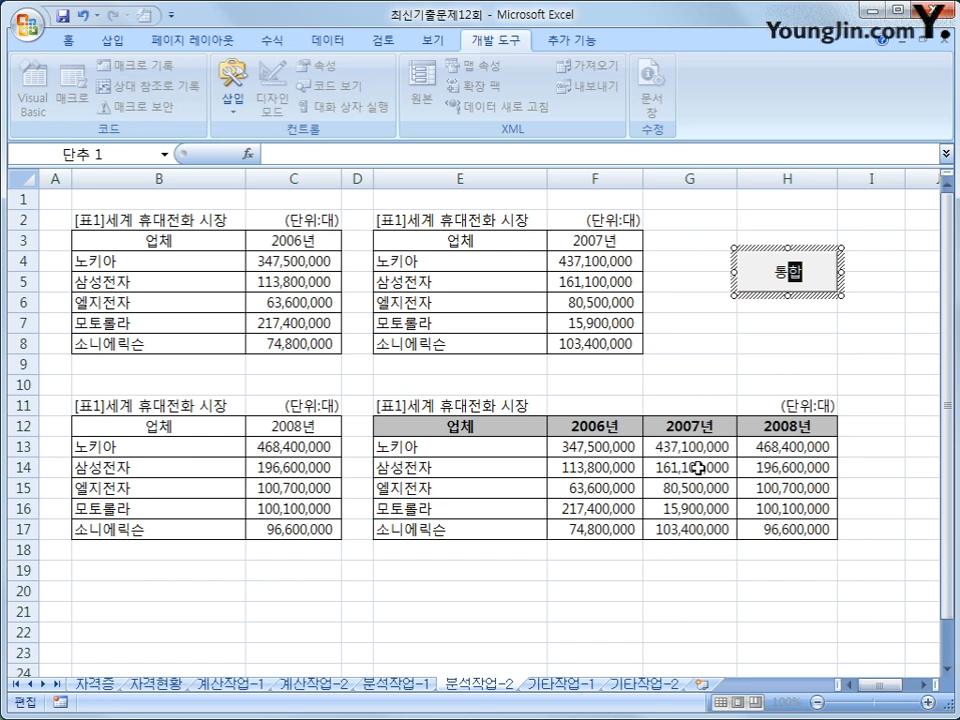 최신기출문제12회 - Microsoft Excel
YoungJin.com Y.
홈 삽입 페이지 레이아웃 수식 데이터 검토 보기 개발 도구 추가 기능
Visual Basic
매크로
매크로 기록
상대 참조로 기록
매크로 보안
코드
삽입
디자인 모드
속성
코드 보기
대화 상자 실행
컨트롤
원본
맵 속성
확장 팩
데이터 새로 고침
가져오기
내보내기
XML
문서 창
수정
단추 1
fx
A B C D E F G H I
1
2 [표1]세계 휴대전화 시장 (단위:대) [표1]세계 휴대전화 시장 (단위:대)
3 업체 2006년 업체 2007년
4 노키아 347,500,000 노키아 437,100,000
통합
5 삼성전자 113,800,000 삼성전자 161,100,000
6 엘지전자 63,600,000 엘지전자 80,500,000
7 모토롤라 217,400,000 모토롤라 15,900,000
8 소니에릭슨 74,800,000 소니에릭슨 103,400,000
9
10
11 [표1]세계 휴대전화 시장 (단위:대) [표1]세계 휴대전화 시장 (단위:대)
12 업체 2008년 업체 2006년 2007년 2008년
13 노키아 468,400,000 노키아 347,500,000 437,100,000 468,400,000
14 삼성전자 196,600,000 삼성전자 113,800,000 196,600,000
15 엘지전자 100,700,000 엘지전자 63,600,000 80,500,000 100,700,000
16 모토롤라 100,100,000 모토롤라 217,400,000 15,900,000 100,100,000
17 소니에릭슨 96,600,000 소니에릭슨 74,800,000 103,400,000 96,600,000
18
19
20
21
22
23
24
자격증 자격현황 계산작업-1 계산작업-2 분석작업-1 분석작업-2 기타작업-1 기타작업-2
편집 100%